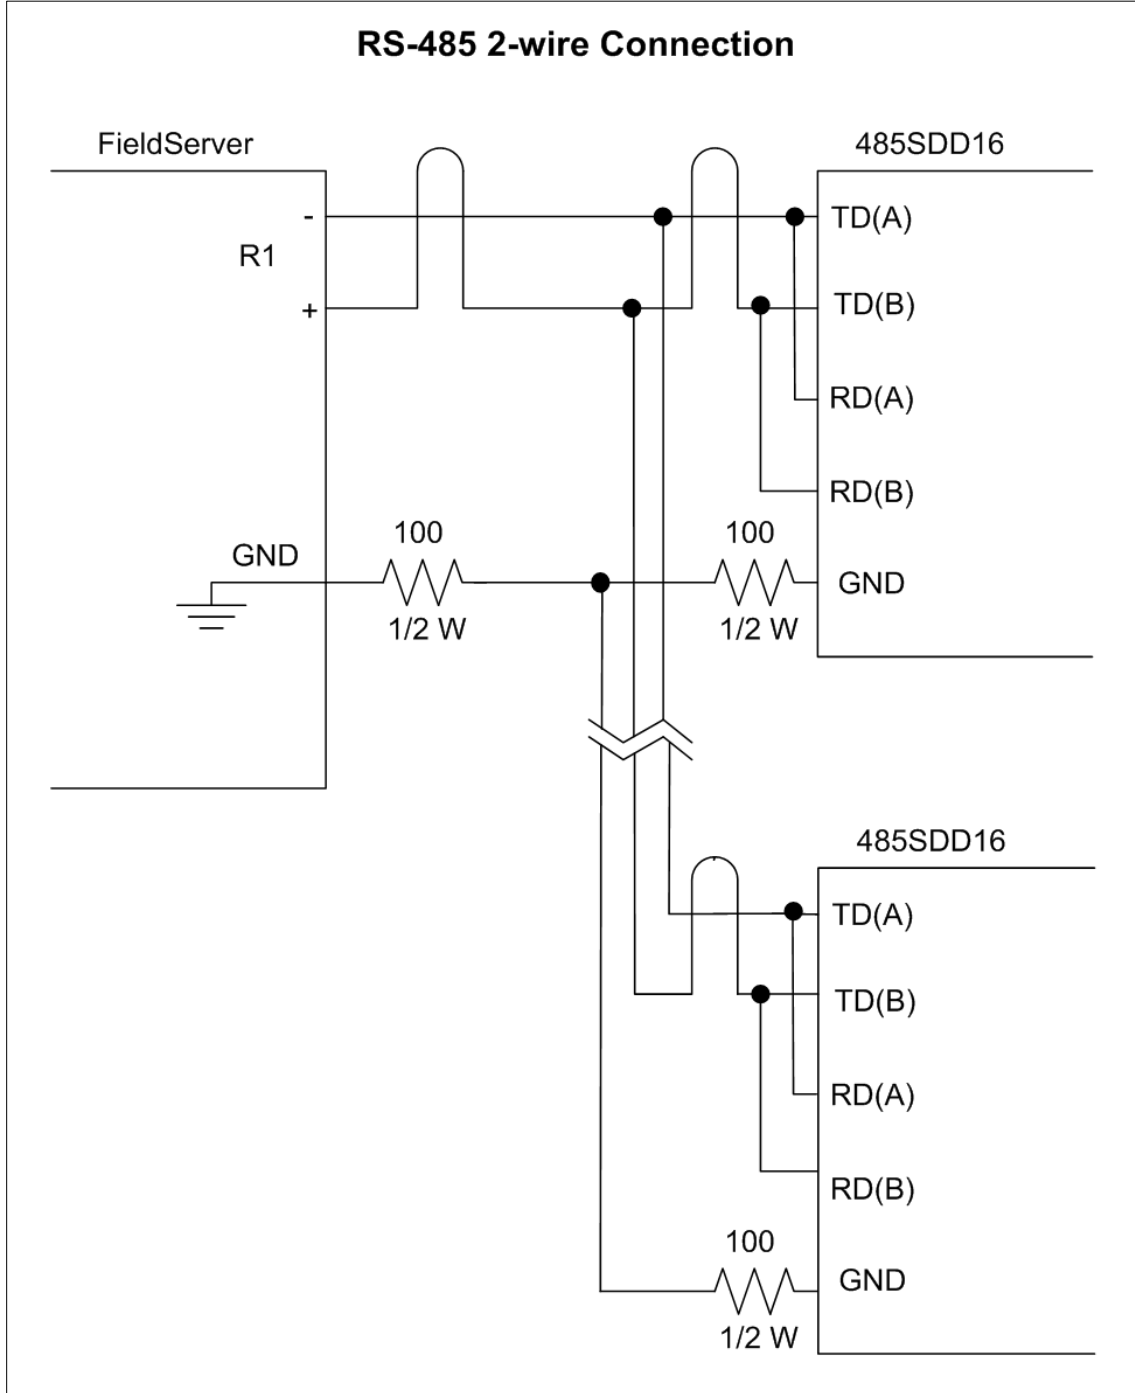 RS-485 2-wire Connection
FieldServer
485SDD16
-
TD(A)
R1
+
TD(B)
RD(A)
RD(B)
100
100
GND
GND
1/2 W
1/2 W
485SDD16
TD(A)
TD(B)
RD(A)
RD(B)
100
GND
1/2 W